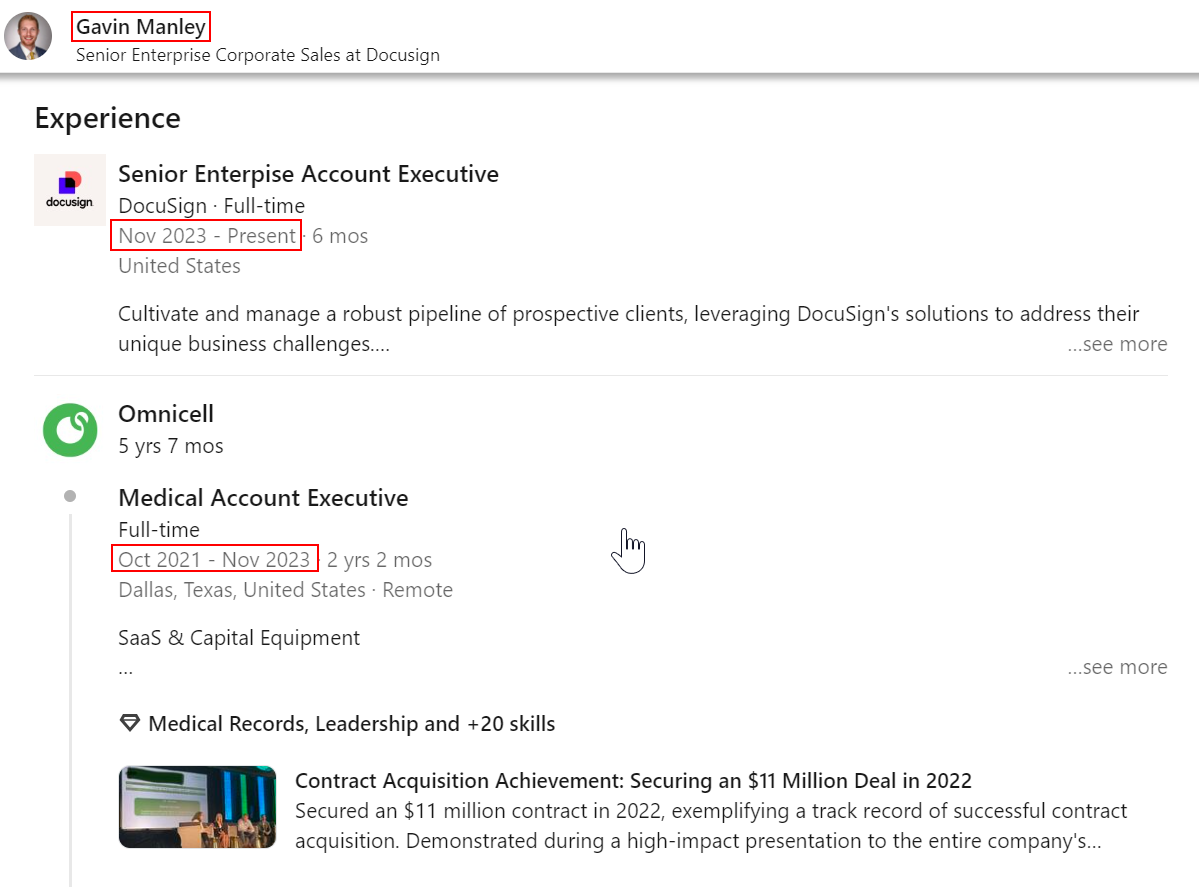 Gavin Manley
Senior Enterprise Corporate Sales at Docusign
Experience
docusign
Senior Enterpise Account Executive
DocuSign · Full-time
Nov 2023 - Present · 6 mos
United States
Cultivate and manage a robust pipeline of prospective clients, leveraging DocuSign's solutions to address their
unique business challenges....
...see more
Omnicell
5 yrs 7 mos
Medical Account Executive
Full-time
Oct 2021 - Nov 2023 · 2 yrs 2 mos
Dallas, Texas, United States · Remote
SaaS & Capital Equipment
...
...see more
Medical Records, Leadership and +20 skills
Contract Acquisition Achievement: Securing an $11 Million Deal in 2022
Secured an $11 million contract in 2022, exemplifying a track record of successful contract
acquisition. Demonstrated during a high-impact presentation to the entire company's...